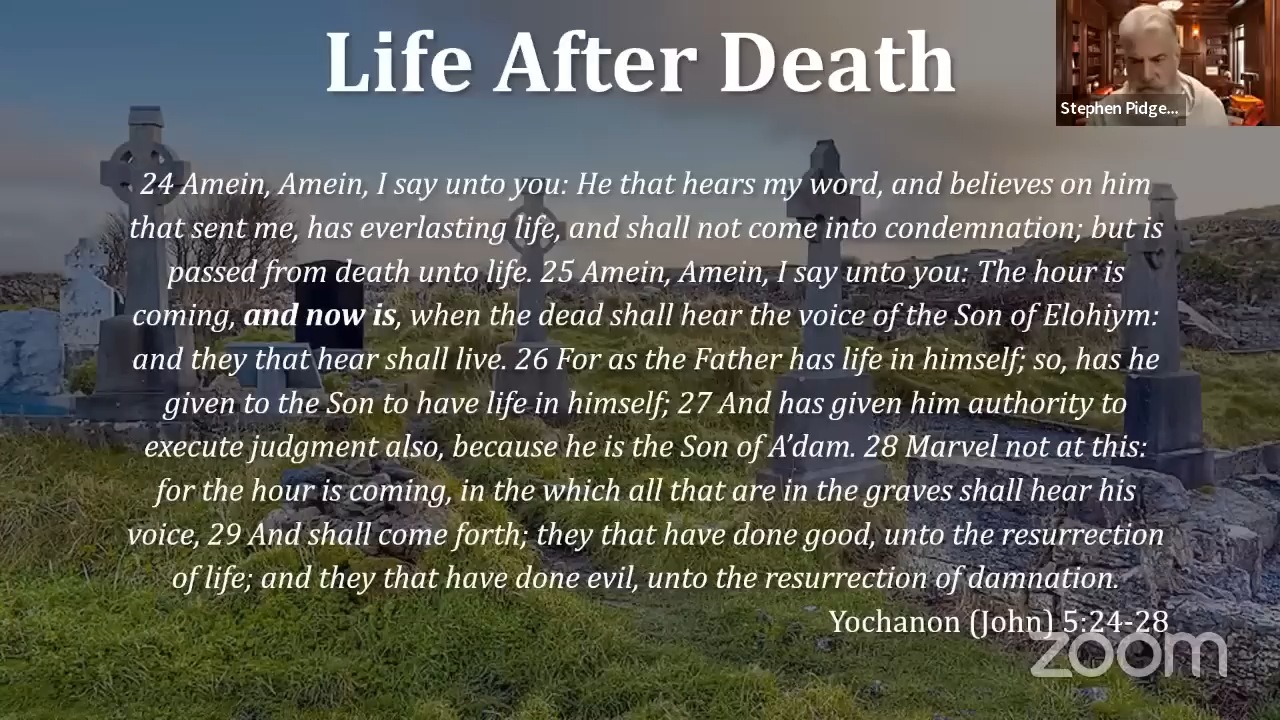 Life After Death
Stephen Pidge...
24 Amein, Amein, I say unto you: He that hears my word, and believes on him
that sent me, has everlasting life, and shall not come into condemnation; but is
passed from death unto life. 25 Amein, Amein, I say unto you: The hour is
coming, and now is, when the dead shall hear the voice of the Son of Elohiym:
and they that hear shall live. 26 For as the Father has life in himself; so, has he
given to the Son to have life in himself; 27 And has given him authority to
execute judgment also, because he is the Son of A’dam. 28 Marvel not at this:
for the hour is coming, in the which all that are in the graves shall hear his
voice, 29 And shall come forth; they that have done good, unto the resurrection
of life; and they that have done evil, unto the resurrection of damnation.
Yochanon (John) 5:24-28
zoom